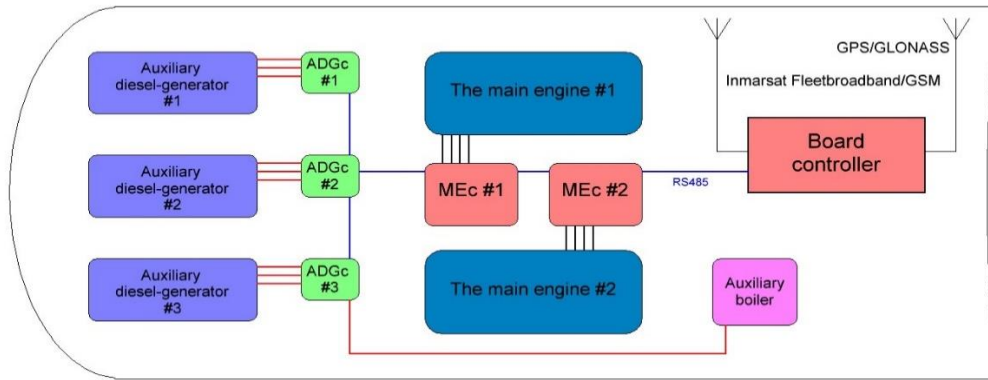 Auxiliary
diesel-generator
#1
ADGc
#1
The main engine #1
GPS/GLONASS
Inmarsat Fleetbroadband/GSM
Board
controller
Auxiliary
diesel-generator
#2
ADGc
#2
MEc #1
MEc #2
RS485
Auxiliary
diesel-generator
#3
ADGc
#3
The main engine #2
Auxiliary
boiler